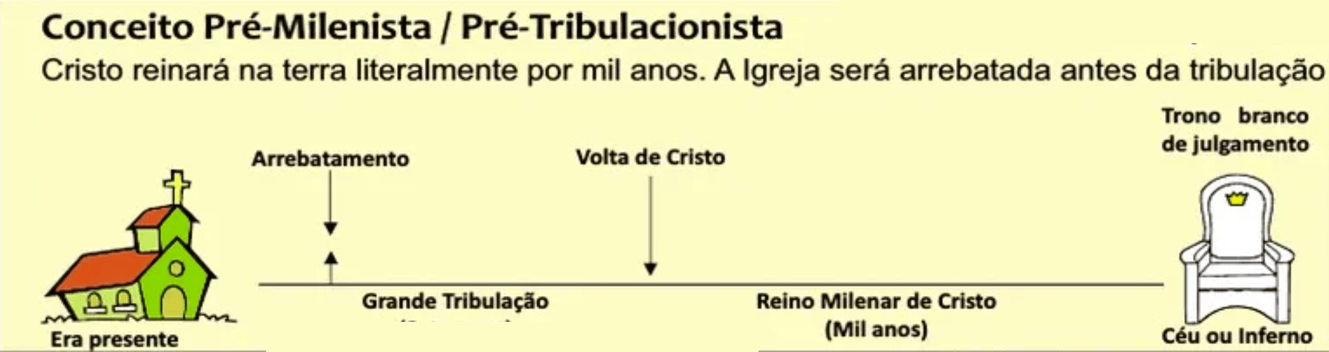 Conceito Pré-Milenista / Pré-Tribulacionista
Cristo reinará na terra literalmente por mil anos. A Igreja será arrebatada antes da tribulação
Trono branco
de julgamento
Arrebatamento
Volta de Cristo
Grande Tribulação
Reino Milenar de Cristo
(Mil anos)
Era presente
Céu ou Inferno